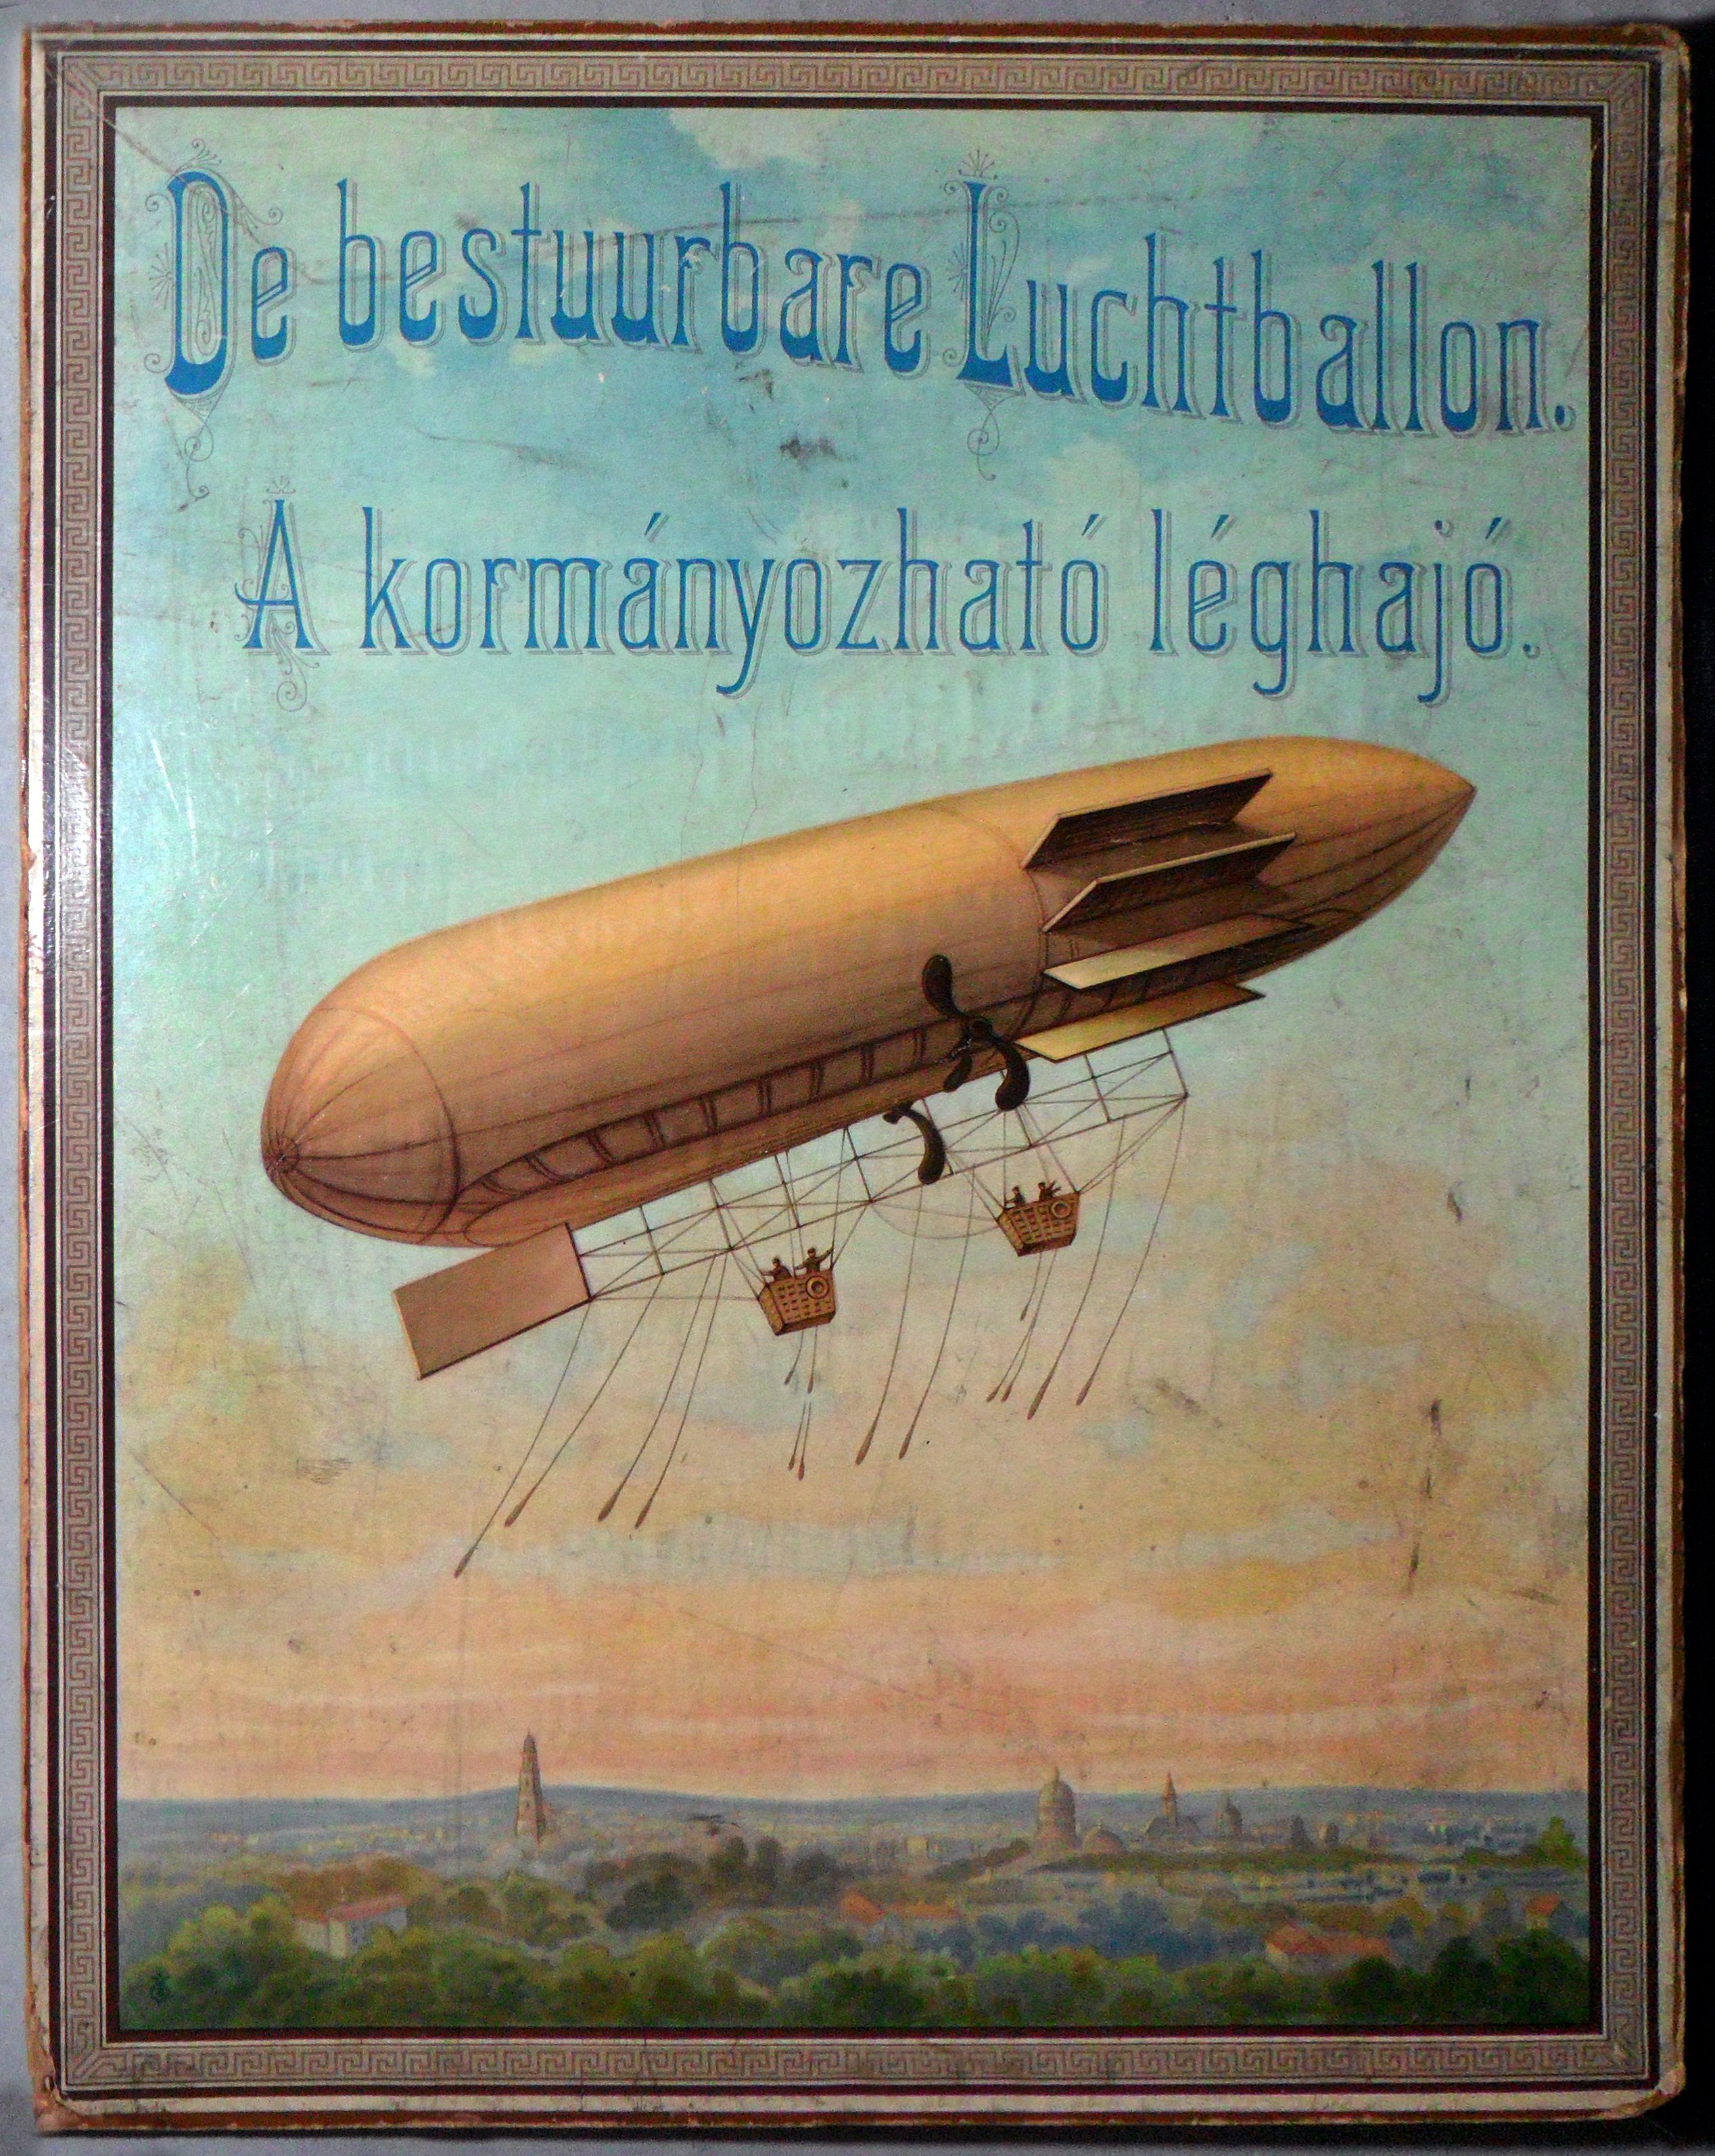 De bestuurbare Luchtballon.
A kormányozható léghajó.